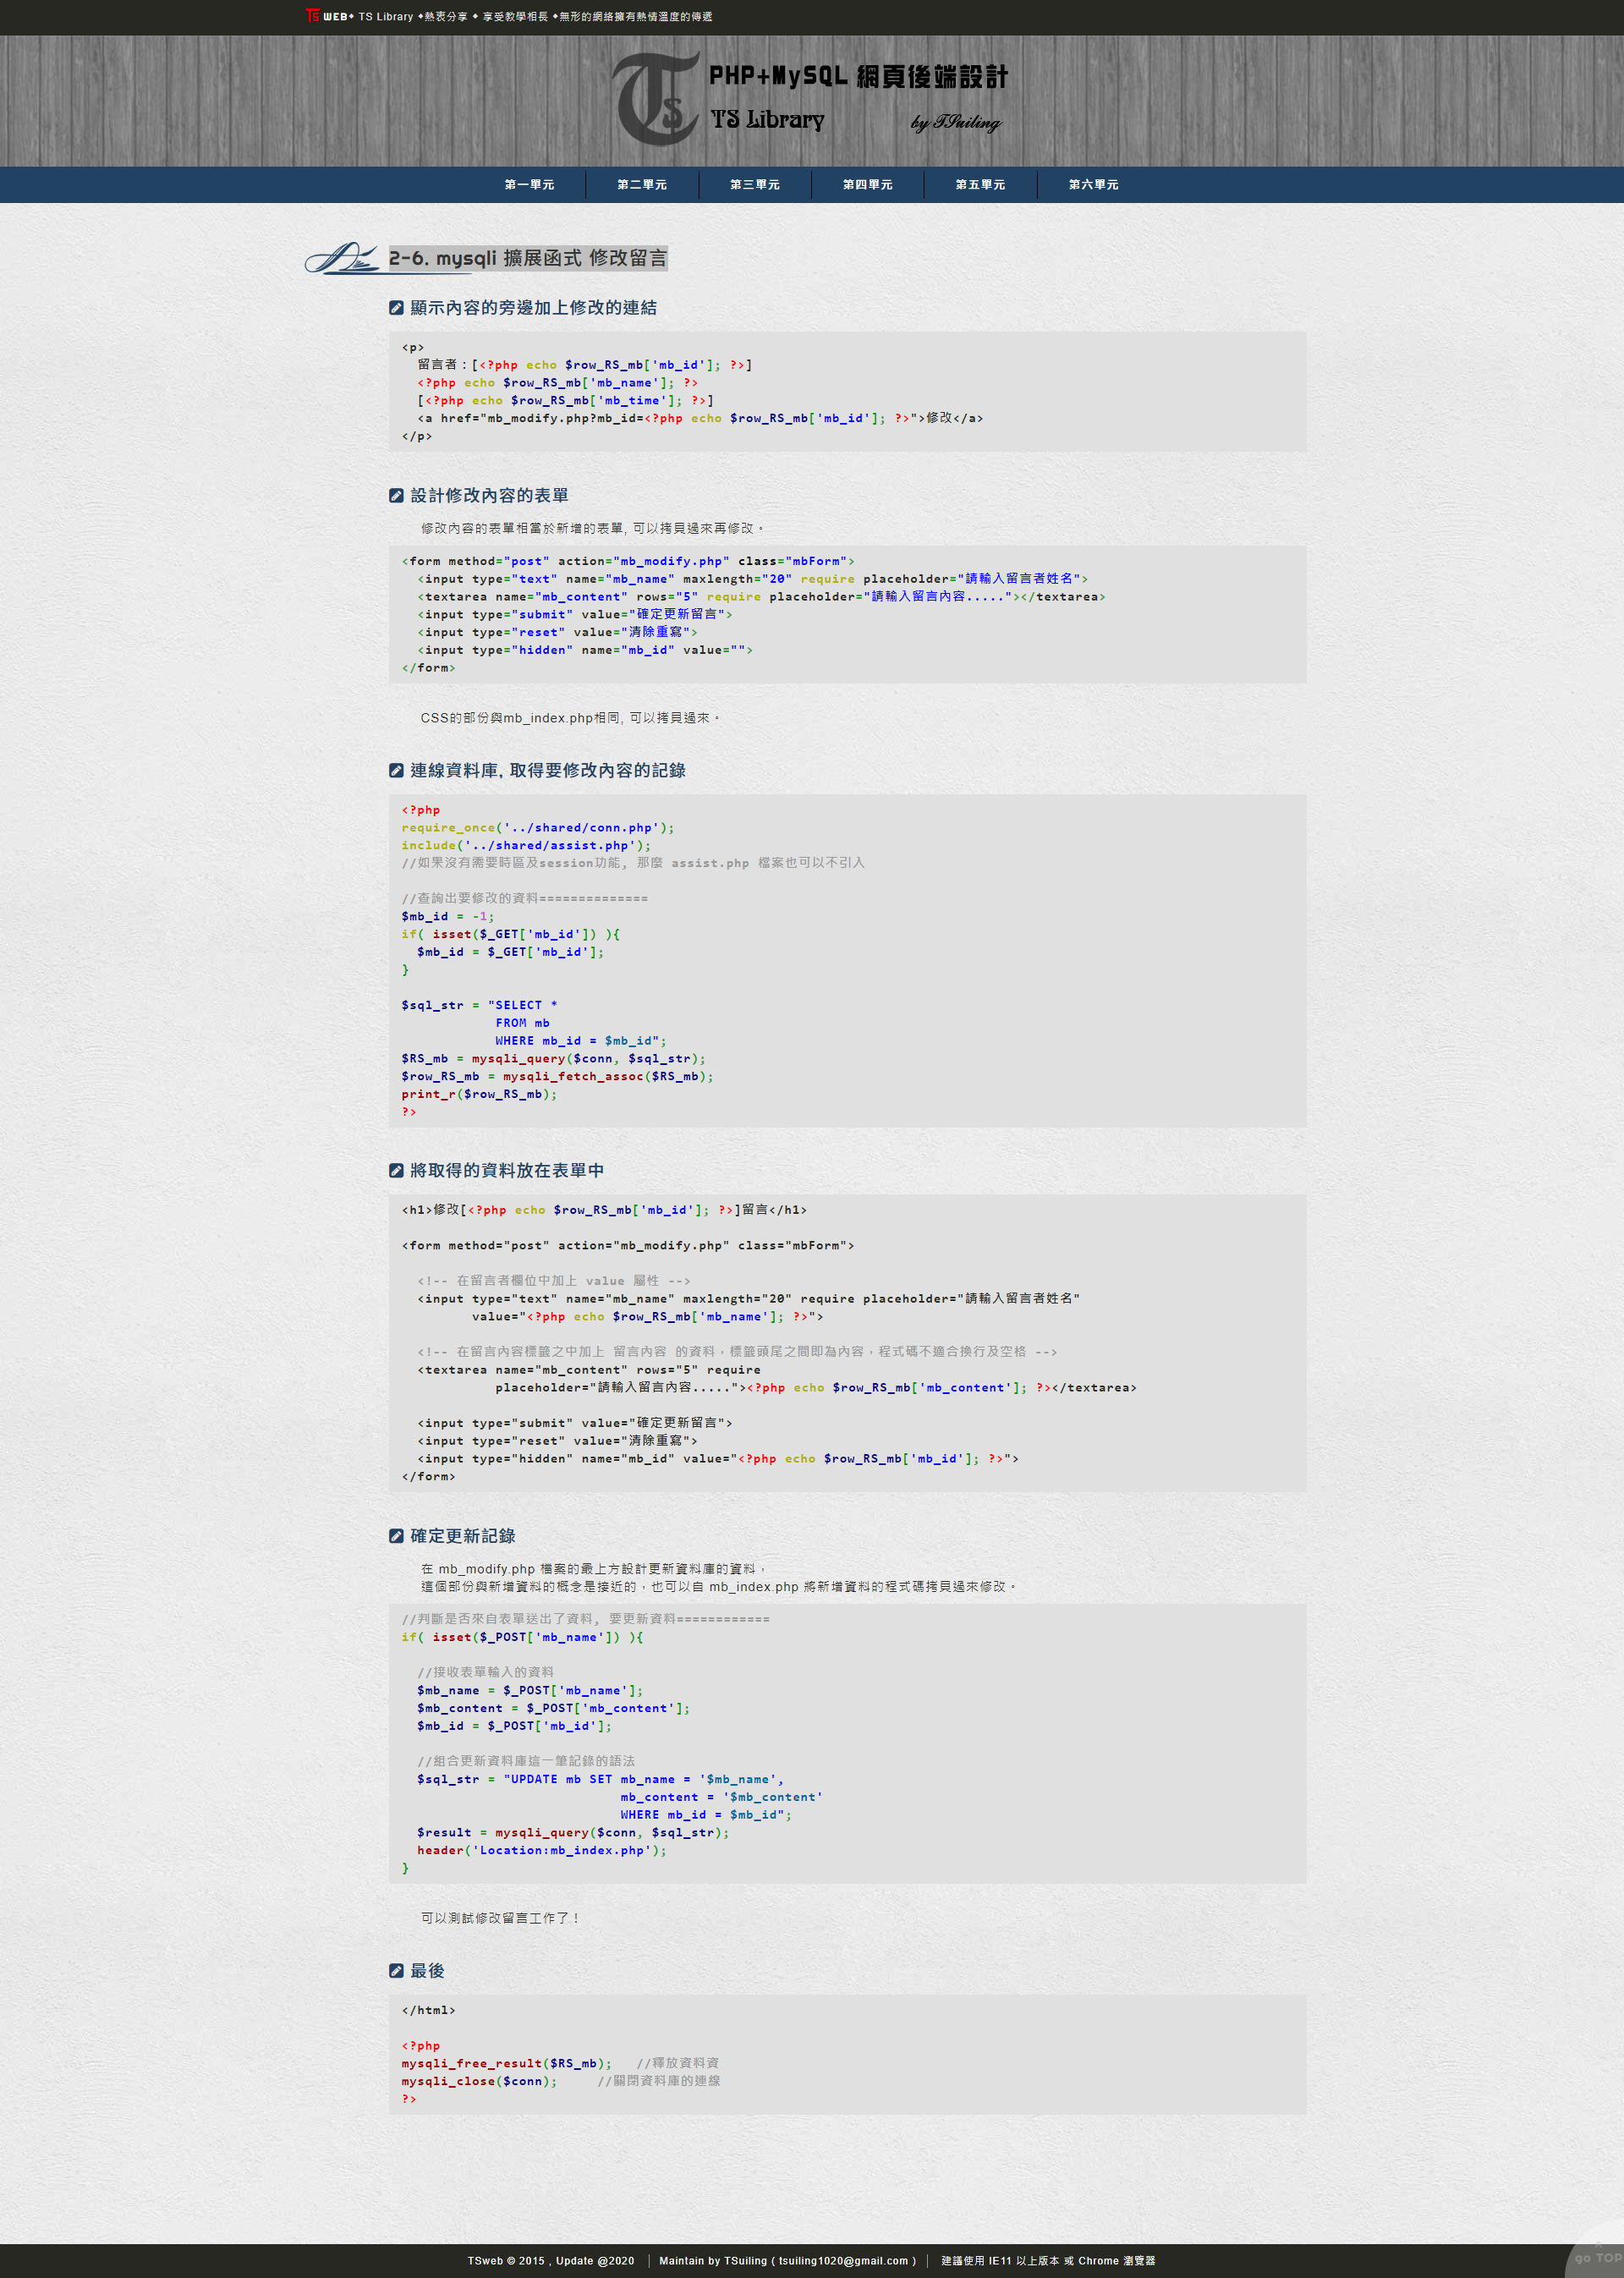 TS WEB◆ TS Library ◆熱衷分享 ◆ 享受教學相長 ◆無形的網絡擁有熱情溫度的傳遞
PHP+MySQL 網頁後端設計
TS Library by TSuiling
第一單元 第二單元 第三單元 第四單元 第五單元 第六單元
2-6. mysqli 擴展函式 修改留言
顯示內容的旁邊加上修改的連結
<p>
留言者：[<?php echo $row_RS_mb['mb_id']; ?>]
<?php echo $row_RS_mb['mb_name']; ?>
[<?php echo $row_RS_mb['mb_time']; ?>]
<a href="mb_modify.php?mb_id=<?php echo $row_RS_mb['mb_id']; ?>">修改</a>
</p>
設計修改內容的表單
修改內容的表單相當於新增的表單, 可以拷貝過來再修改。
<form method="post" action="mb_modify.php" class="mbForm">
<input type="text" name="mb_name" maxlength="20" require placeholder="請輸入留言者姓名">
<textarea name="mb_content" rows="5" require placeholder="請輸入留言內容....."></textarea>
<input type="submit" value="確定更新留言">
<input type="reset" value="清除重寫">
<input type="hidden" name="mb_id" value="">
</form>
CSS的部份與mb_index.php相同, 可以拷貝過來。
連線資料庫, 取得要修改內容的記錄
<?php
require_once('../shared/conn.php');
include('../shared/assist.php');
//如果沒有需要時區及session功能, 那麼 assist.php 檔案也可以不引入
//查詢出要修改的資料==============
$mb_id = -1;
if( isset($_GET['mb_id']) ){
$mb_id = $_GET['mb_id'];
}
$sql_str = "SELECT *
FROM mb
WHERE mb_id = $mb_id";
$RS_mb = mysqli_query($conn, $sql_str);
$row_RS_mb = mysqli_fetch_assoc($RS_mb);
print_r($row_RS_mb);
?>
將取得的資料放在表單中
<h1>修改[<?php echo $row_RS_mb['mb_id']; ?>]留言</h1>
<form method="post" action="mb_modify.php" class="mbForm">
<!-- 在留言者欄位中加上 value 屬性 -->
<input type="text" name="mb_name" maxlength="20" require placeholder="請輸入留言者姓名"
value="<?php echo $row_RS_mb['mb_name']; ?>">
<!-- 在留言內容標籤之中加上 留言內容 的資料，標籤頭尾之間即為內容，程式碼不適合換行及空格 -->
<textarea name="mb_content" rows="5" require
placeholder="請輸入留言內容....."><?php echo $row_RS_mb['mb_content']; ?></textarea>
<input type="submit" value="確定更新留言">
<input type="reset" value="清除重寫">
<input type="hidden" name="mb_id" value="<?php echo $row_RS_mb['mb_id']; ?>">
</form>
確定更新記錄
在 mb_modify.php 檔案的最上方設計更新資料庫的資料，
這個部份與新增資料的概念是接近的，也可以自 mb_index.php 將新增資料的程式碼拷貝過來修改。
//判斷是否來自表單送出了資料, 要更新資料============
if( isset($_POST['mb_name']) ){
//接收表單輸入的資料
$mb_name = $_POST['mb_name'];
$mb_content = $_POST['mb_content'];
$mb_id = $_POST['mb_id'];
//組合更新資料庫這一筆記錄的語法
$sql_str = "UPDATE mb SET mb_name = '$mb_name',
mb_content = '$mb_content'
WHERE mb_id = $mb_id";
$result = mysqli_query($conn, $sql_str);
header('Location:mb_index.php');
}
可以測試修改留言工作了！
最後
</html>
<?php
mysqli_free_result($RS_mb); //釋放資料資
mysqli_close($conn); //關閉資料庫的連線
?>
TSweb © 2015 , Update @2020 │ Maintain by TSuiling ( tsuiling1020@gmail.com ) │ 建議使用 IE11 以上版本 或 Chrome 瀏覽器
go TOP